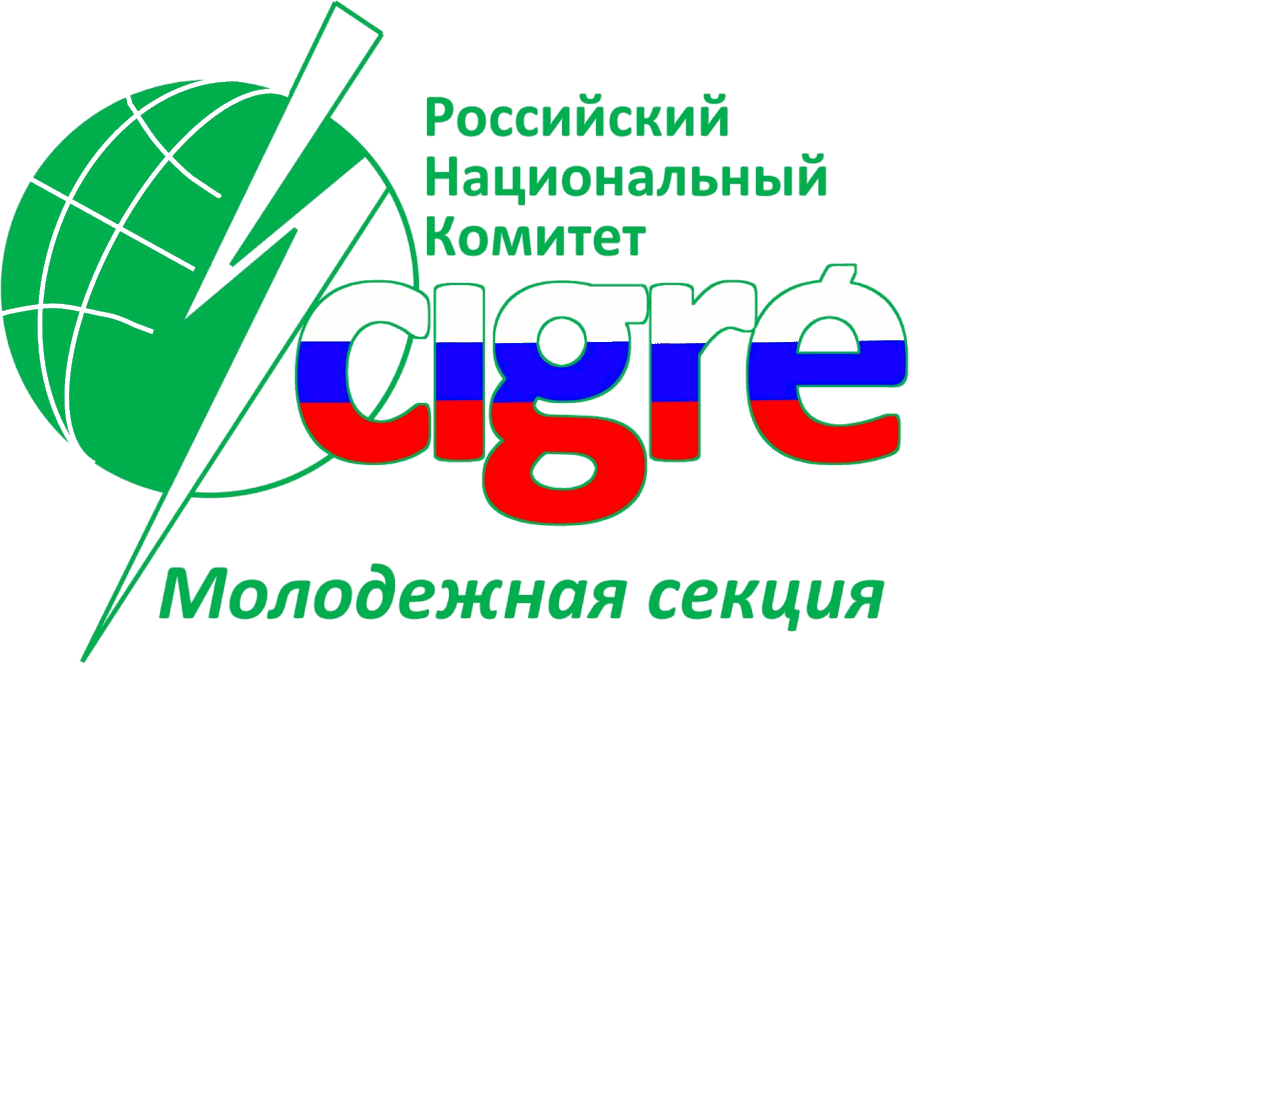 Российский
Национальный
Комитет
cigré
Молодежная секция